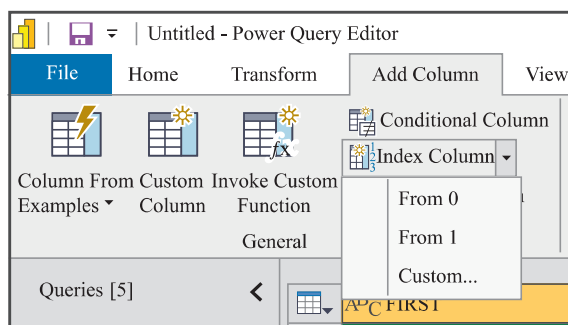 Untitled - Power Query Editor
File Home Transform Add Column View
Conditional Column
Index Column
Column From Examples
Custom Column
Invoke Custom Function
General
From 0
From 1
Custom...
Queries [5]
ABC FIRST